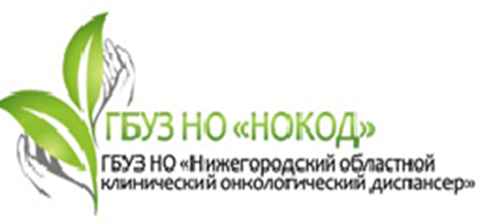 ГБУЗ НО «НОКОД»
ГБУЗ НО «Нижегородский областной
клинический онкологический диспансер»